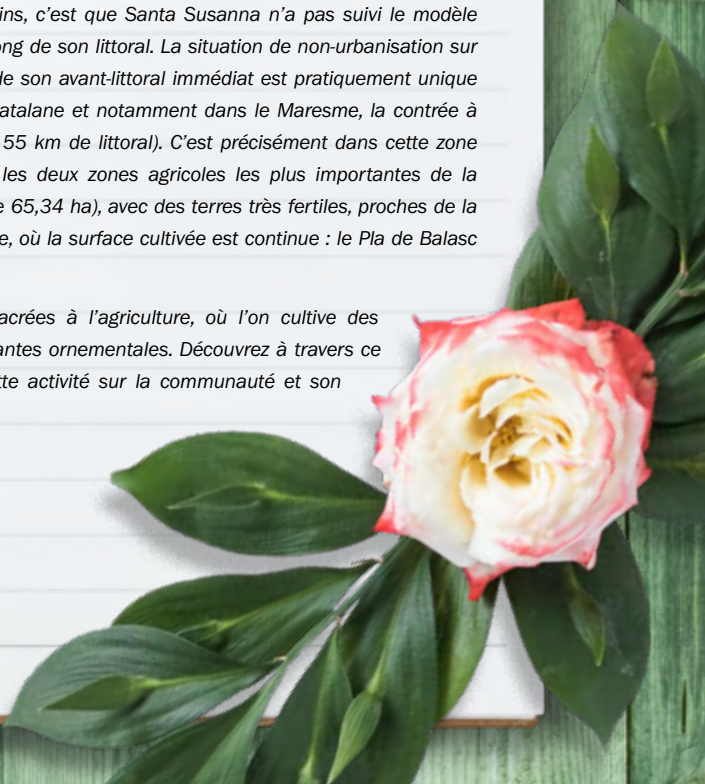 ins, c’est que Santa Susanna n’a pas suivi le modèle
ong de son littoral. La situation de non-urbanisation sur
de son avant-littoral immédiat est pratiquement unique
atalane et notamment dans le Maresme, la contrée à
55 km de littoral). C’est précisément dans cette zone
les deux zones agricoles les plus importantes de la
e 65,34 ha), avec des terres très fertiles, proches de la
e, où la surface cultivée est continue : le Pla de Balasc
acrées à l’agriculture, où l’on cultive des
antes ornementales. Découvrez à travers ce
tte activité sur la communauté et son